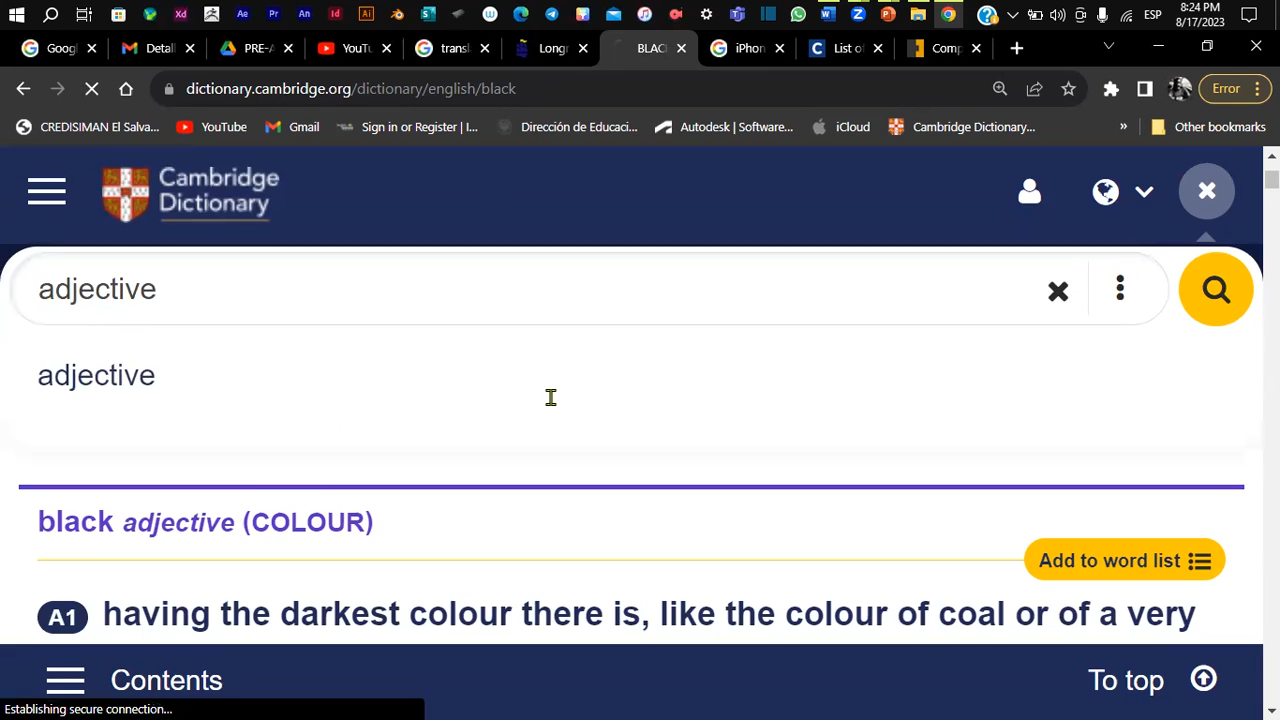 8:24 PM
ESP
8/17/2023
Googl
Detail
PRE-A
YouTu
transl
Longr
BLAC
iPhon
List of
Comp
dictionary.cambridge.org/dictionary/english/black
Error
CREDISIMAN El Salva...
YouTube
Gmail
Sign in or Register | I...
Dirección de Educaci...
Autodesk | Software...
iCloud
Cambridge Dictionary...
»
Other bookmarks
Cambridge
Dictionary
adjective
adjective
black adjective (COLOUR)
Add to word list
A1 having the darkest colour there is, like the colour of coal or of a very
Contents
To top
Establishing secure connection...